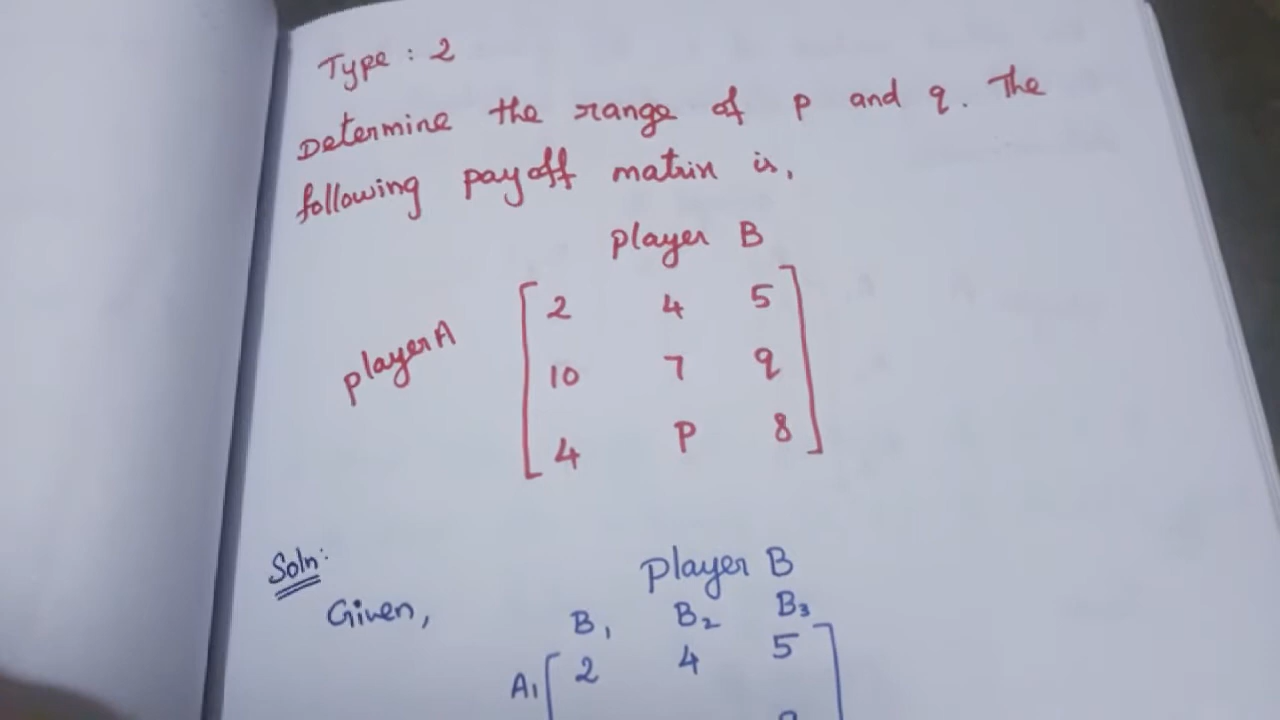 Type : 2
Determine the range of p and q. The
following payoff matrix is,
player B
2 4 5
player A
10 7 q
4 P 8
Soln:
player B
Given,
B1 B2 B3
A1 2 4 5